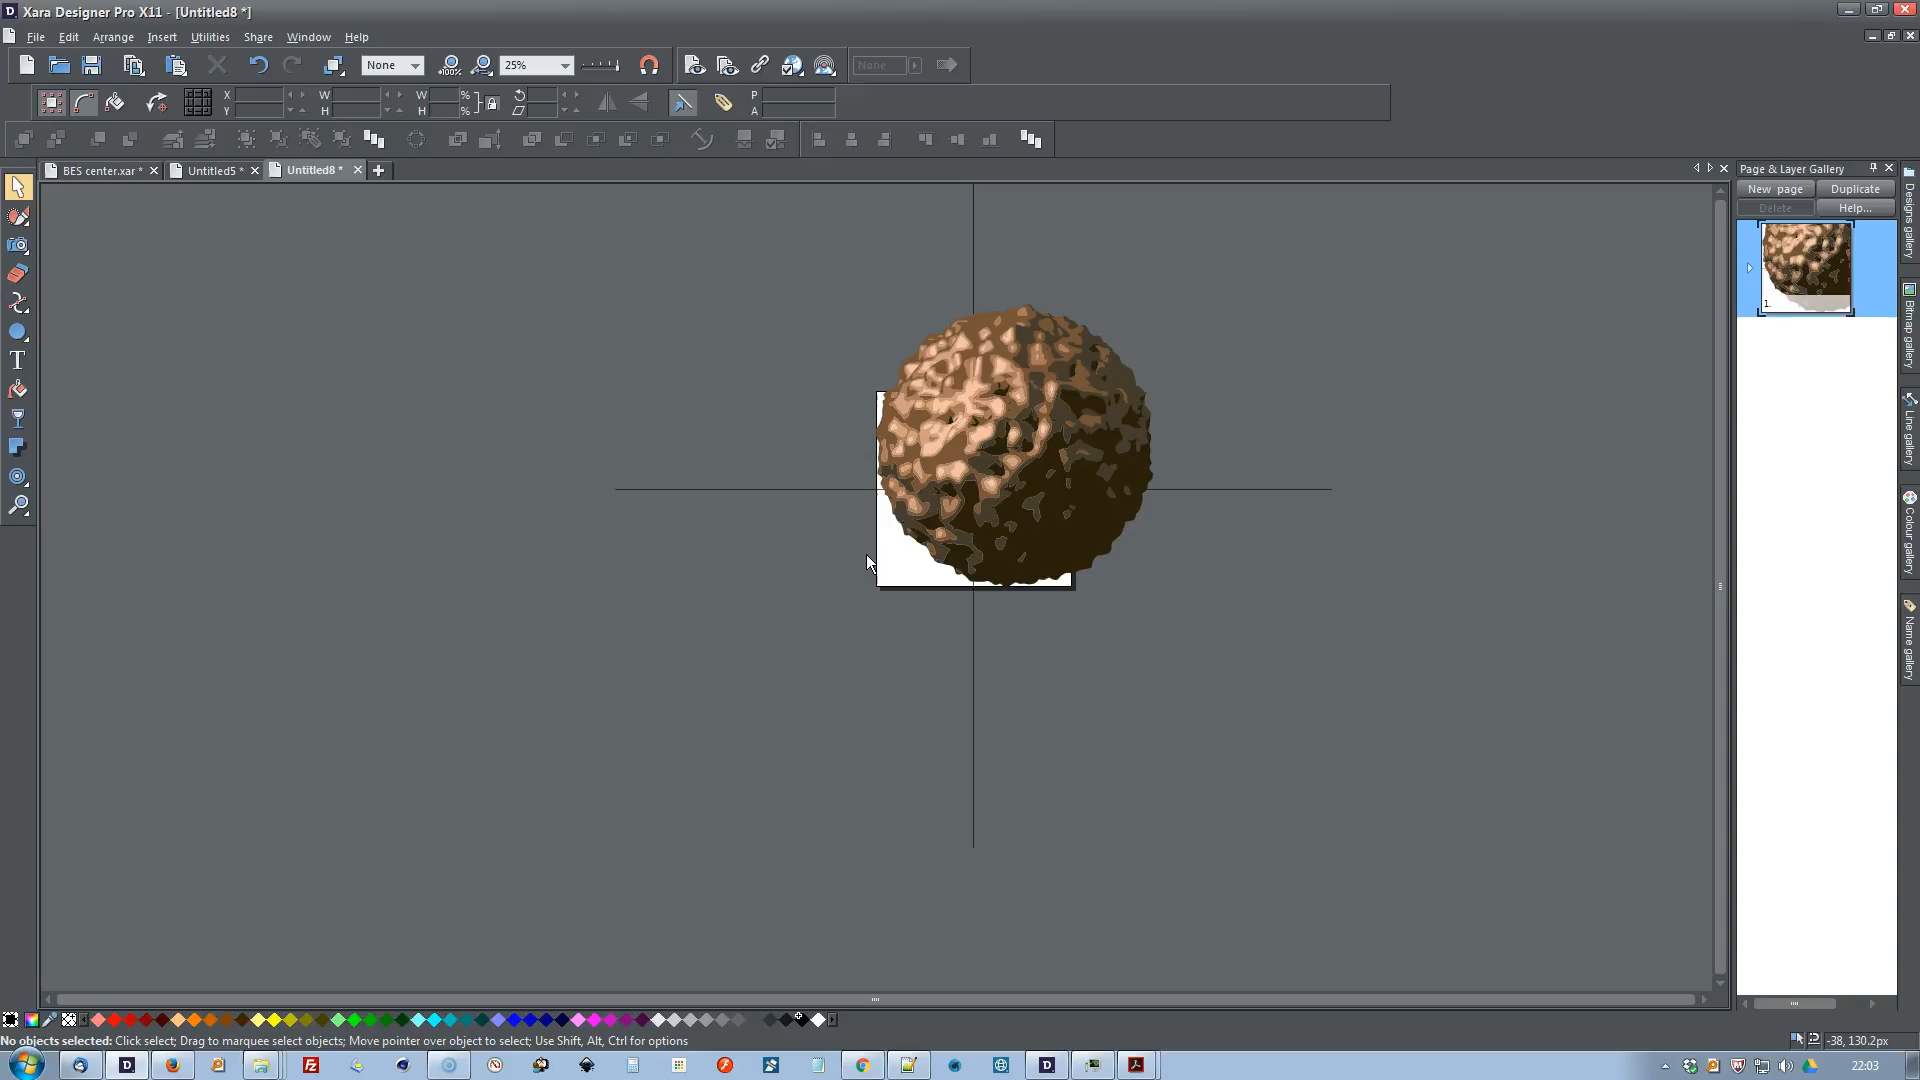 Xara Designer Pro X11 - [Untitled8 *]
File Edit Arrange Insert Utilities Share Window Help
None 100% 25% None
X W W % P
Y H H % A
BES center.xar * Untitled5 * Untitled8 *
Page & Layer Gallery
New page Duplicate
Delete Help...
1.
Designs gallery
Bitmap gallery
Line gallery
Colour gallery
Name gallery
No objects selected: Click select; Drag to marquee select objects; Move pointer over object to select; Use Shift, Alt, Ctrl for options
-38, 130.2px
22:03